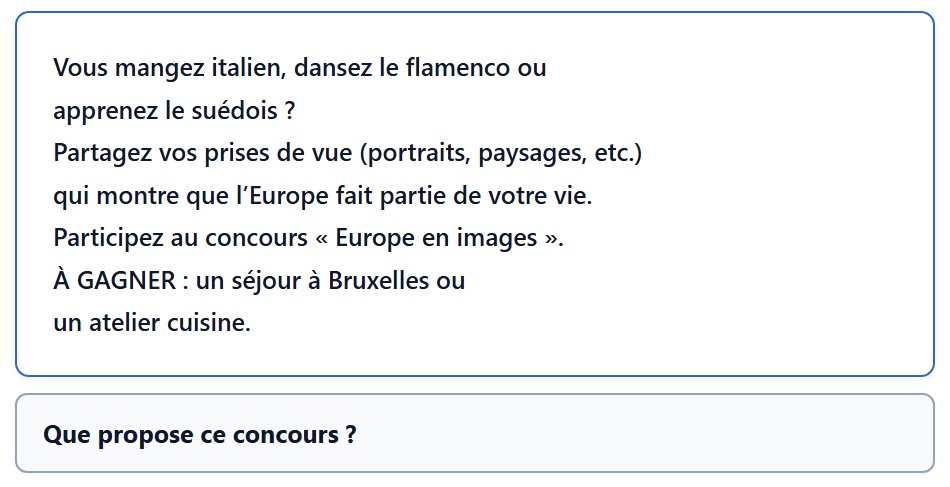 Vous mangez italien, dansez le flamenco ou
apprenez le suédois ?
Partagez vos prises de vue (portraits, paysages, etc.)
qui montre que l’Europe fait partie de votre vie.
Participez au concours « Europe en images ».
À GAGNER : un séjour à Bruxelles ou
un atelier cuisine.
Que propose ce concours ?